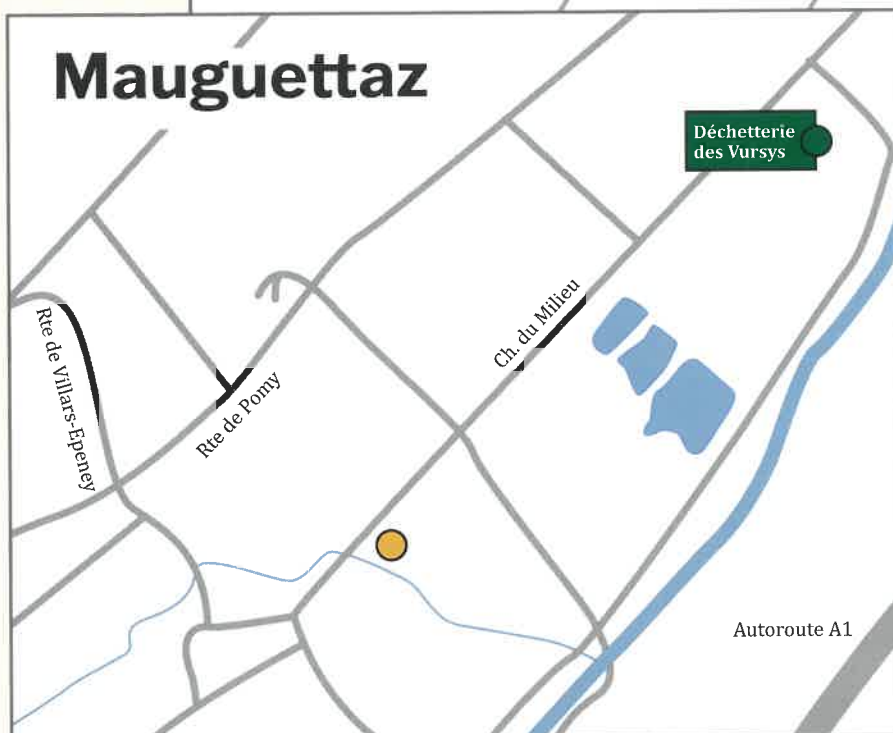 Mauguettaz
Déchetterie
des Vursys
Ch. du Milieu
Rte de Villars-Epeney
Rte de Pomy
Autoroute A1